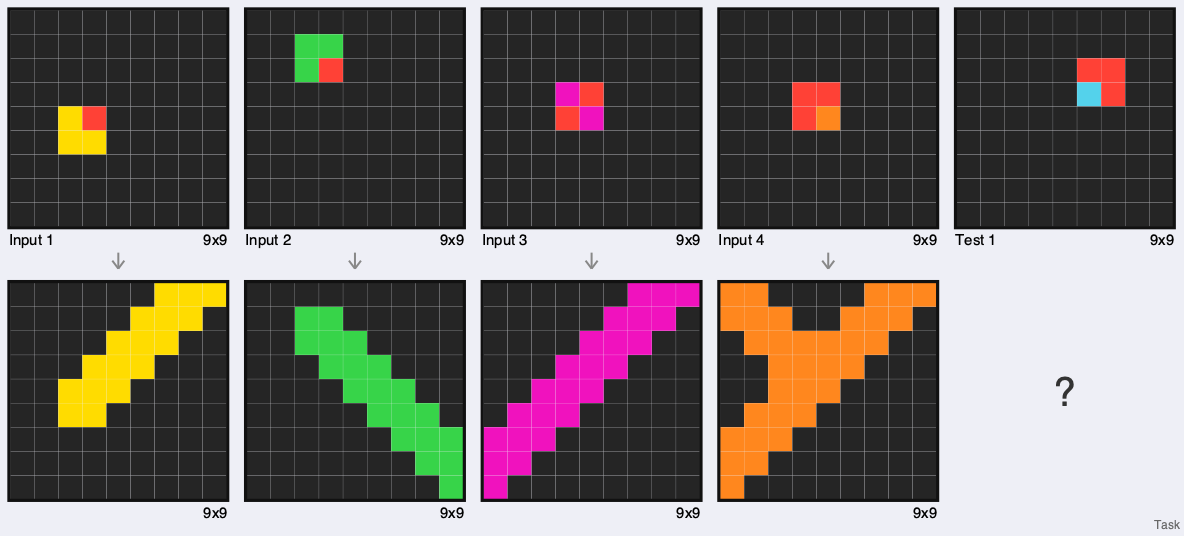 Input 1 9x9
Input 2 9x9
Input 3 9x9
Input 4 9x9
Test 1 9x9
↓ ↓ ↓ ↓
?
9x9
9x9
9x9
9x9
Task